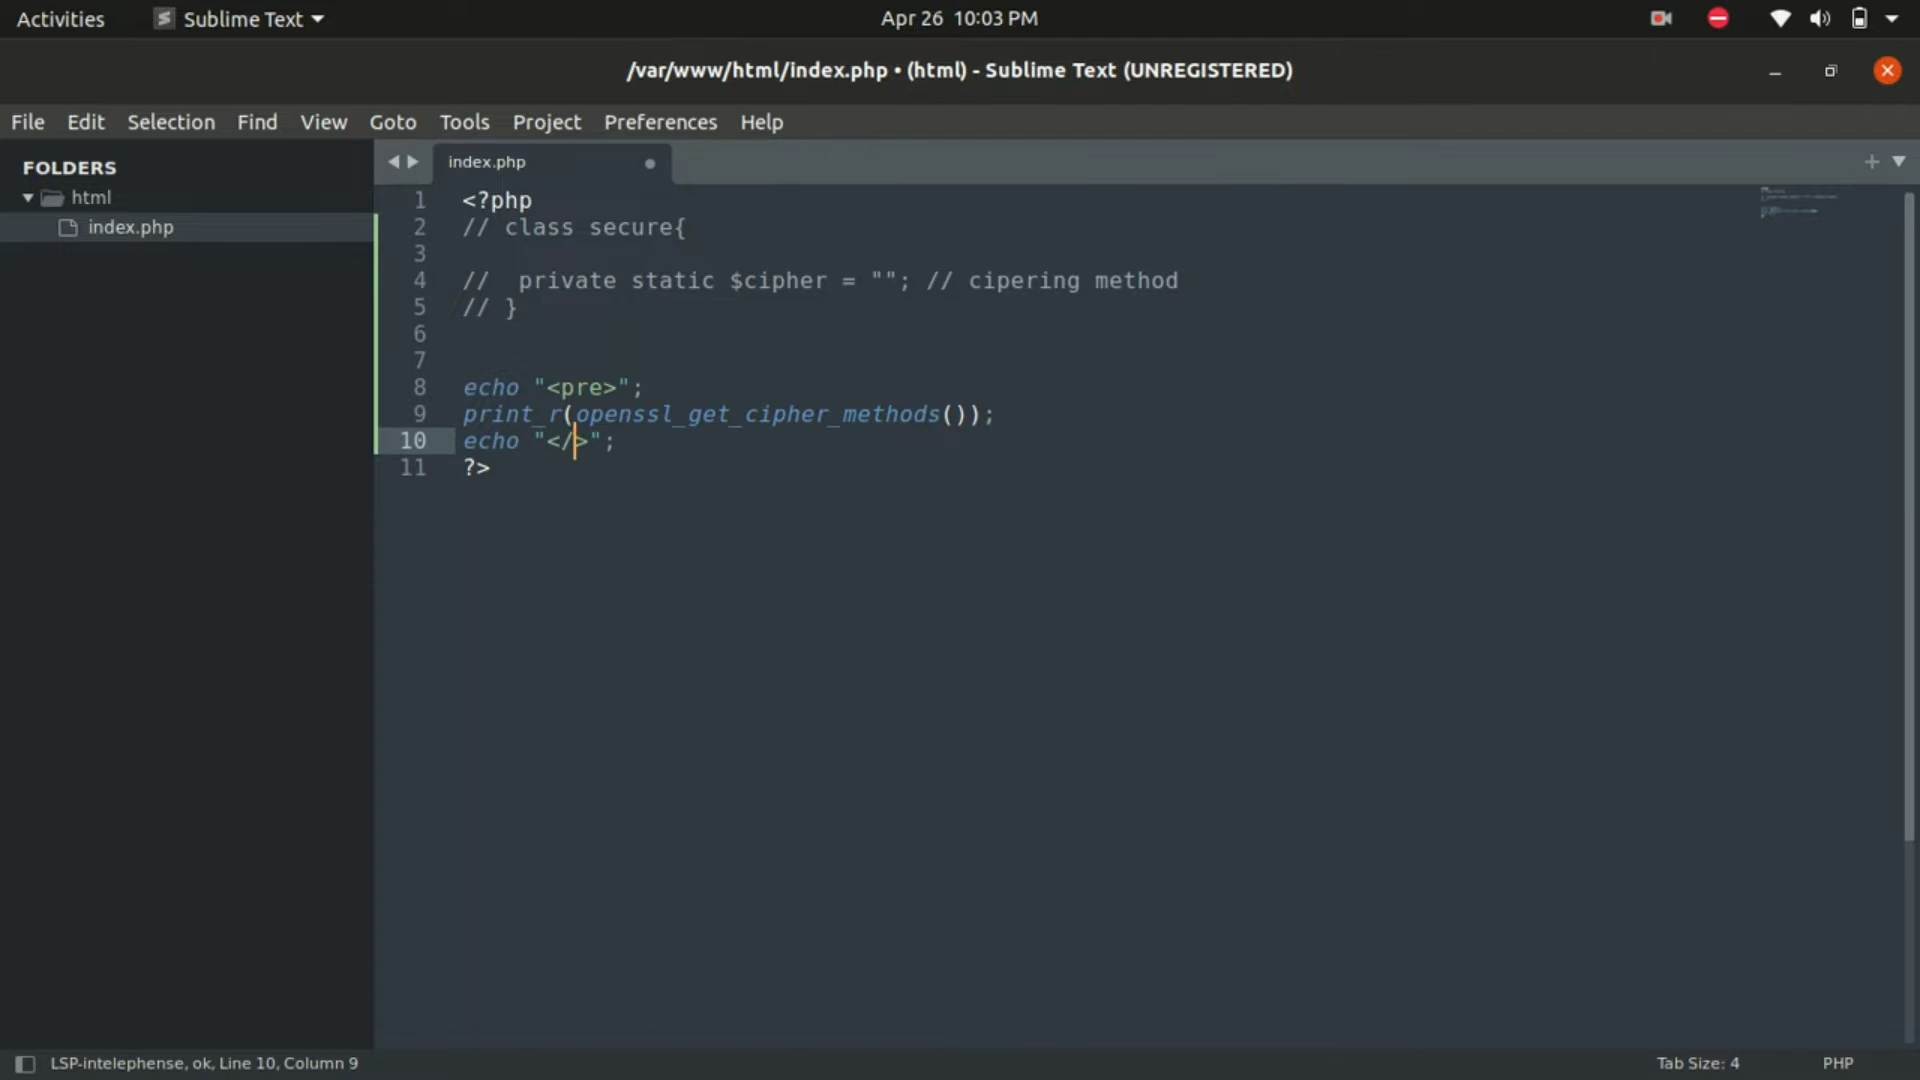 Activities
Sublime Text
Apr 26 10:03 PM
/var/www/html/index.php • (html) - Sublime Text (UNREGISTERED)
File Edit Selection Find View Goto Tools Project Preferences Help
FOLDERS
html
index.php
index.php
1 <?php
2 // class secure{
3
4 //  private static $cipher = ""; // cipering method
5 // }
6
7
8 echo "<pre>";
9 print_r(openssl_get_cipher_methods());
10 echo "</>";
11 ?>
LSP-intelephense, ok, Line 10, Column 9
Tab Size: 4
PHP